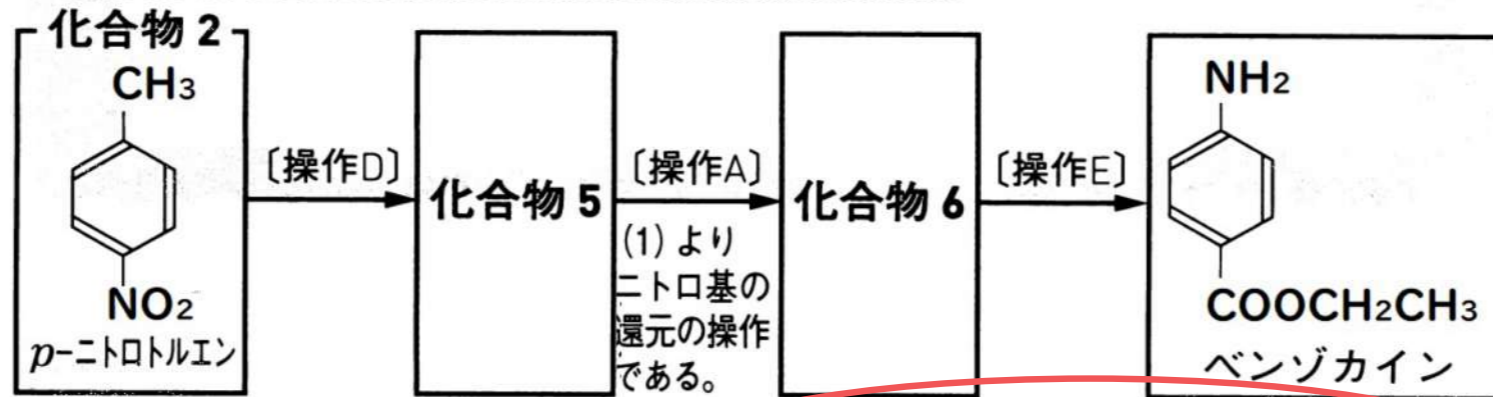 化合物2
CH3
NO2
p-ニトロトルエン
〔操作D〕
化合物5
〔操作A〕
(1)より
ニトロ基の
還元の操作
である。
化合物6
〔操作E〕
NH2
COOCH2CH3
ベンゾカイン